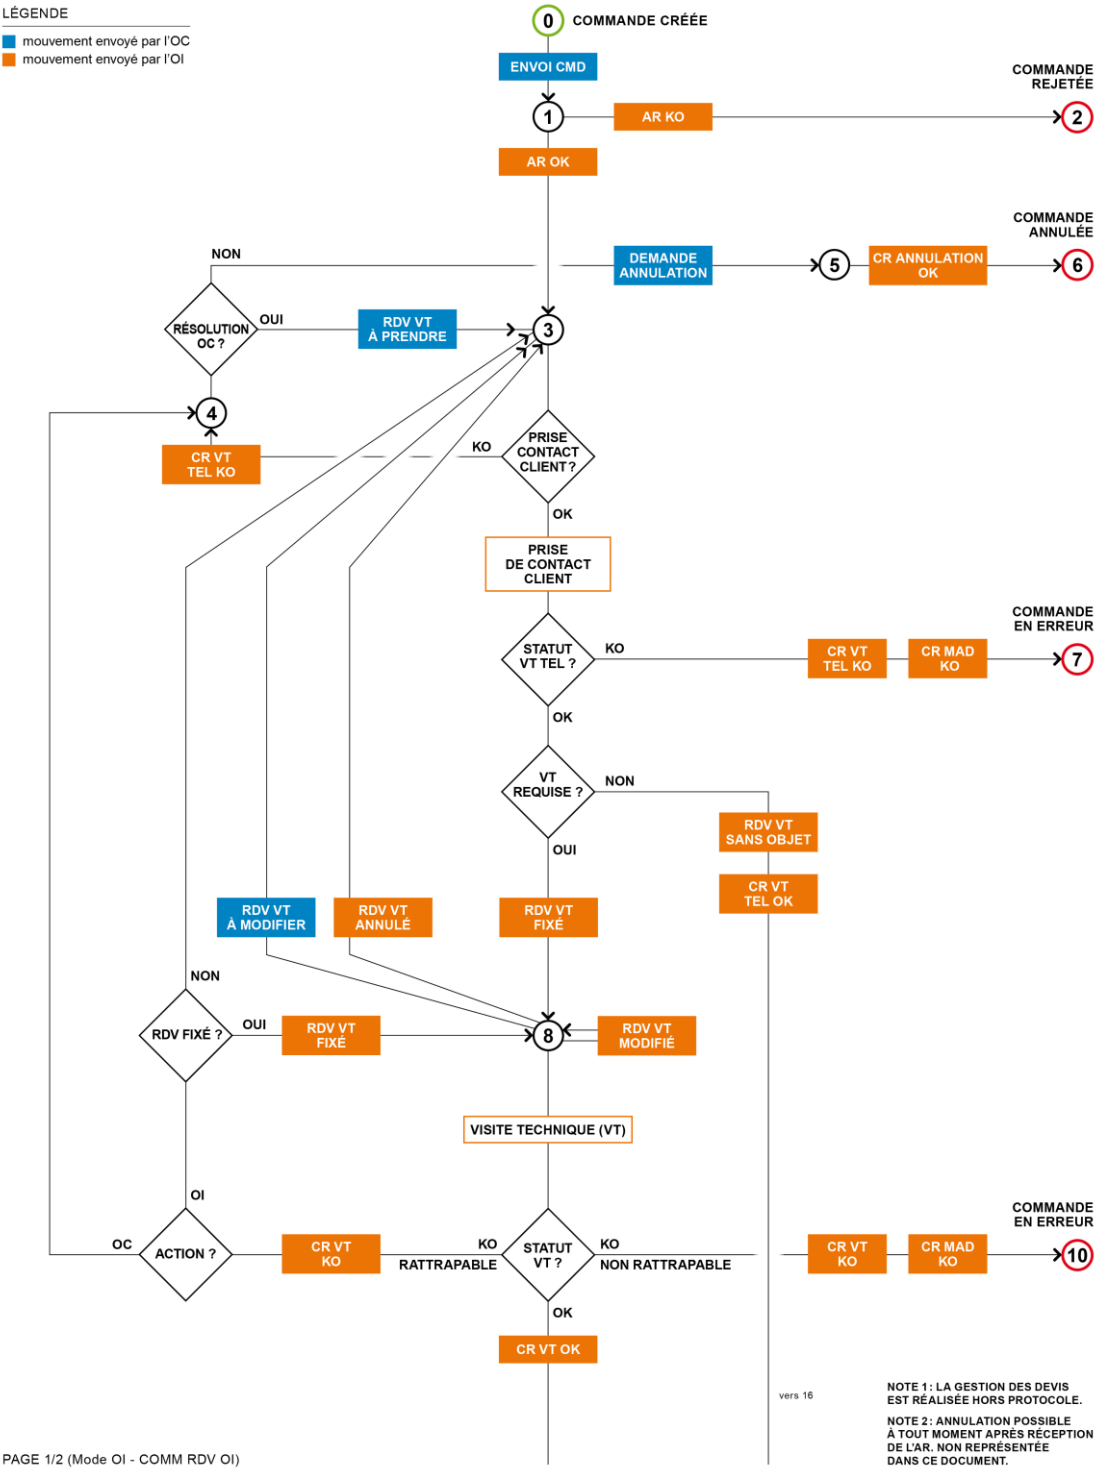 LÉGENDE
mouvement envoyé par l'OC
mouvement envoyé par l'OI
0 COMMANDE CRÉÉE
ENVOI CMD
COMMANDE
REJETÉE
1
AR KO
2
AR OK
COMMANDE
ANNULÉE
NON
DEMANDE
ANNULATION
5
CR ANNULATION
OK
6
RÉSOLUTION
OC ?
OUI
RDV VT
À PRENDRE
3
4
CR VT
TEL KO
KO
PRISE
CONTACT
CLIENT ?
OK
PRISE
DE CONTACT
CLIENT
COMMANDE
EN ERREUR
STATUT
VT TEL ?
KO
CR VT
TEL KO
CR MAD
KO
7
OK
VT
REQUISE ?
NON
RDV VT
SANS OBJET
OUI
CR VT
TEL OK
RDV VT
À MODIFIER
RDV VT
ANNULÉ
RDV VT
FIXÉ
NON
RDV FIXÉ ?
OUI
RDV VT
FIXÉ
8
RDV VT
MODIFIÉ
VISITE TECHNIQUE (VT)
OI
COMMANDE
EN ERREUR
OC
ACTION ?
CR VT
KO
KO
RATTRAPABLE
STATUT
VT ?
KO
NON RATTRAPABLE
CR VT
KO
CR MAD
KO
10
OK
CR VT OK
vers 16
NOTE 1 : LA GESTION DES DEVIS
EST RÉALISÉE HORS PROTOCOLE.
NOTE 2 : ANNULATION POSSIBLE
À TOUT MOMENT APRÈS RÉCEPTION
DE L'AR. NON REPRÉSENTÉE
DANS CE DOCUMENT.
PAGE 1/2 (Mode OI - COMM RDV OI)